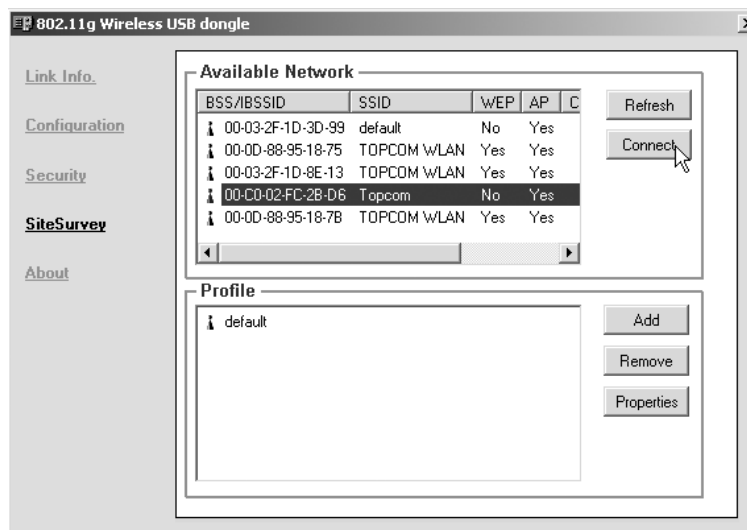 802.11g Wireless USB dongle
Link Info.
Configuration
Security
SiteSurvey
About
Available Network
BSS/IBSSID SSID WEP AP C
00-03-2F-1D-3D-99 default No Yes
00-0D-88-95-18-75 TOPCOM WLAN Yes Yes
00-03-2F-1D-8E-13 TOPCOM WLAN Yes Yes
00-C0-02-FC-2B-D6 Topcom No Yes
00-0D-88-95-18-7B TOPCOM WLAN Yes Yes
Refresh
Connect
Profile
default
Add
Remove
Properties